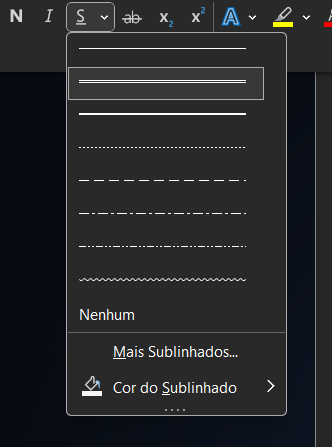 N I S ab x₂ x² A
Nenhum
Mais Sublinhados...
Cor do Sublinhado